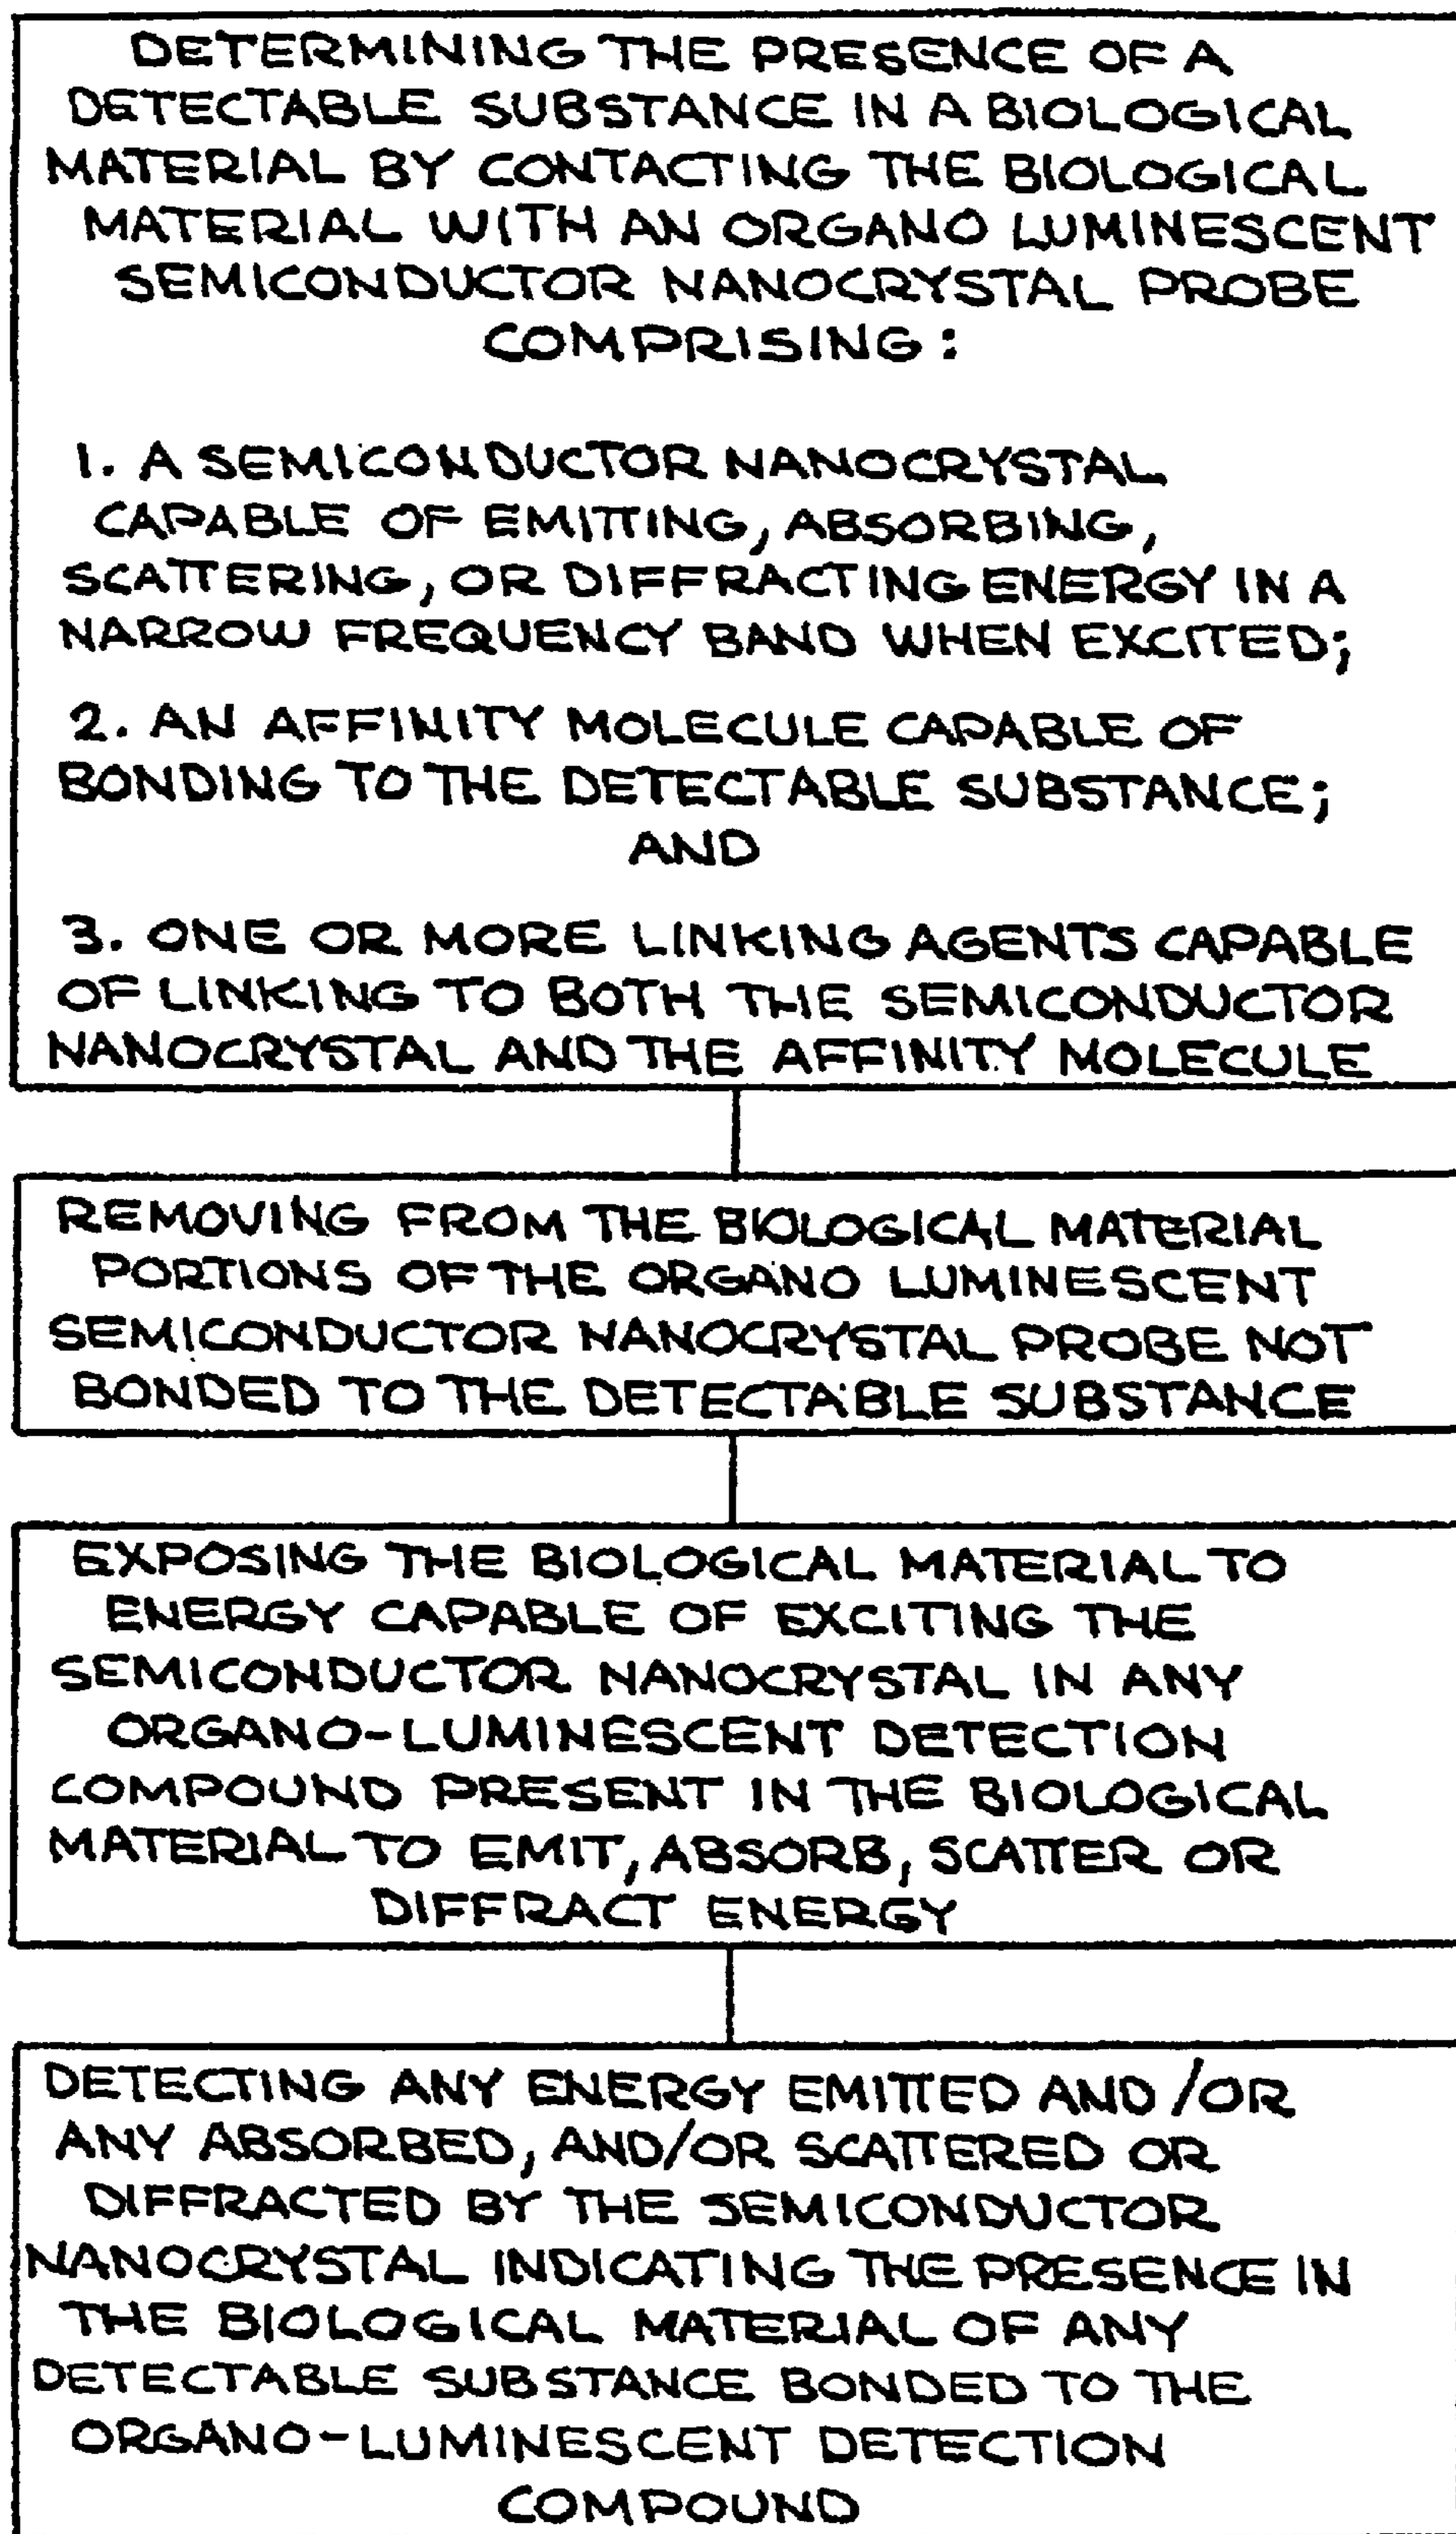 DETERMINING THE PRESENCE OF A
DETECTABLE SUBSTANCE IN A BIOLOGICAL
MATERIAL BY CONTACTING THE BIOLOGICAL
MATERIAL WITH AN ORGANO LUMINESCENT
SEMICONDUCTOR NANOCRYSTAL PROBE
COMPRISING:
1. A SEMICONDUCTOR NANOCRYSTAL
CAPABLE OF EMITTING, ABSORBING,
SCATTERING, OR DIFFRACTING ENERGY IN A
NARROW FREQUENCY BAND WHEN EXCITED;
2. AN AFFINITY MOLECULE CAPABLE OF
BONDING TO THE DETECTABLE SUBSTANCE;
AND
3. ONE OR MORE LINKING AGENTS CAPABLE
OF LINKING TO BOTH THE SEMICONDUCTOR
NANOCRYSTAL AND THE AFFINITY MOLECULE
REMOVING FROM THE BIOLOGICAL MATERIAL
PORTIONS OF THE ORGANO LUMINESCENT
SEMICONDUCTOR NANOCRYSTAL PROBE NOT
BONDED TO THE DETECTABLE SUBSTANCE
EXPOSING THE BIOLOGICAL MATERIAL TO
ENERGY CAPABLE OF EXCITING THE
SEMICONDUCTOR NANOCRYSTAL IN ANY
ORGANO-LUMINESCENT DETECTION
COMPOUND PRESENT IN THE BIOLOGICAL
MATERIAL TO EMIT, ABSORB, SCATTER OR
DIFFRACT ENERGY
DETECTING ANY ENERGY EMITTED AND/OR
ANY ABSORBED, AND/OR SCATTERED OR
DIFFRACTED BY THE SEMICONDUCTOR
NANOCRYSTAL INDICATING THE PRESENCE IN
THE BIOLOGICAL MATERIAL OF ANY
DETECTABLE SUBSTANCE BONDED TO THE
ORGANO-LUMINESCENT DETECTION
COMPOUND